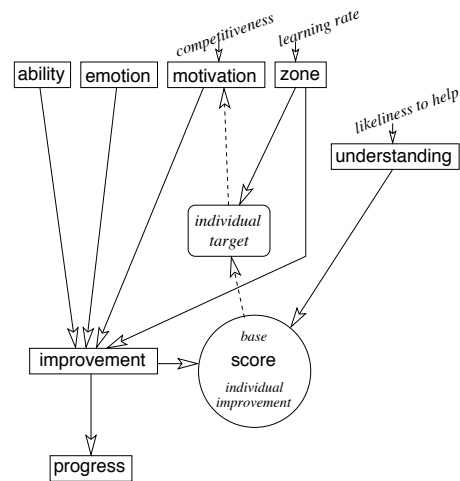 competitiveness
learning rate
ability
emotion
motivation
zone
likeliness to help
understanding
individual
target
base
score
improvement
individual
improvement
progress